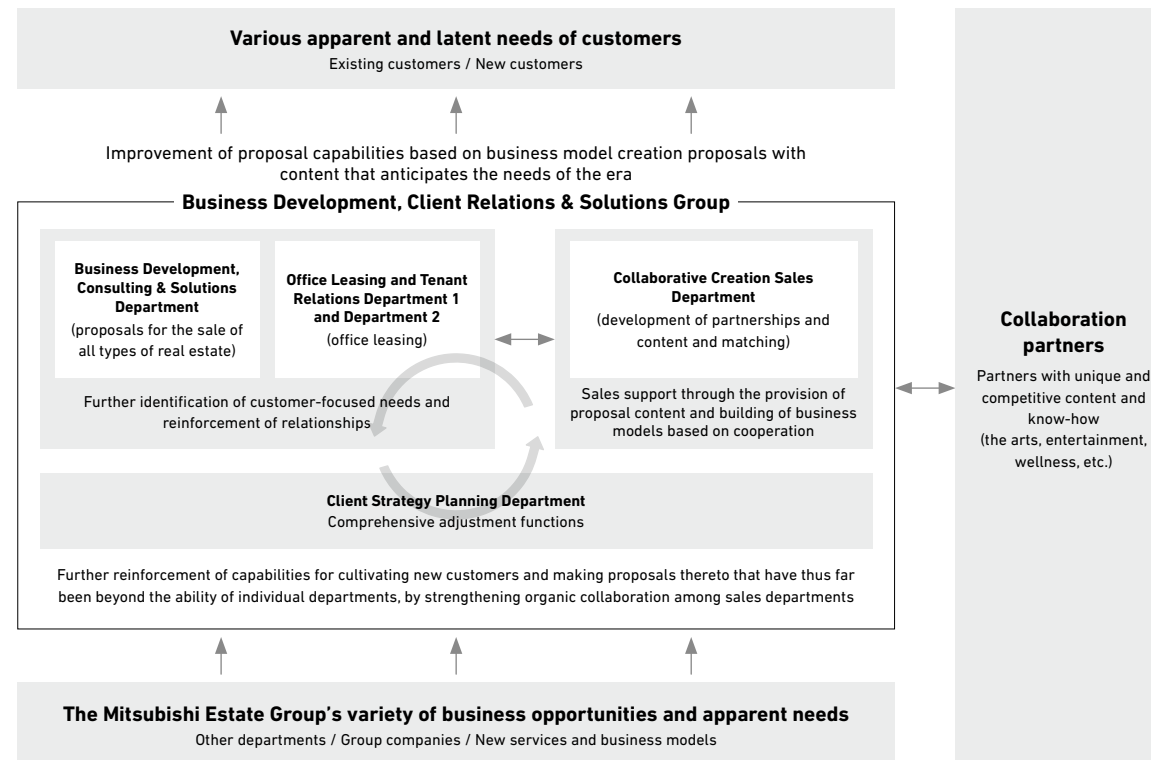 Various apparent and latent needs of customers
Existing customers / New customers
Improvement of proposal capabilities based on business model creation proposals with
content that anticipates the needs of the era
Business Development, Client Relations & Solutions Group
Business Development,
Consulting & Solutions
Department
(proposals for the sale of
all types of real estate)
Office Leasing and Tenant
Relations Department 1
and Department 2
(office leasing)
Further identification of customer-focused needs and
reinforcement of relationships
Collaborative Creation Sales
Department
(development of partnerships and
content and matching)
Sales support through the provision of
proposal content and building of business
models based on cooperation
Client Strategy Planning Department
Comprehensive adjustment functions
Further reinforcement of capabilities for cultivating new customers and making proposals thereto that have thus far
been beyond the ability of individual departments, by strengthening organic collaboration among sales departments
The Mitsubishi Estate Group’s variety of business opportunities and apparent needs
Other departments / Group companies / New services and business models
Collaboration
partners
Partners with unique and
competitive content and
know-how
(the arts, entertainment,
wellness, etc.)